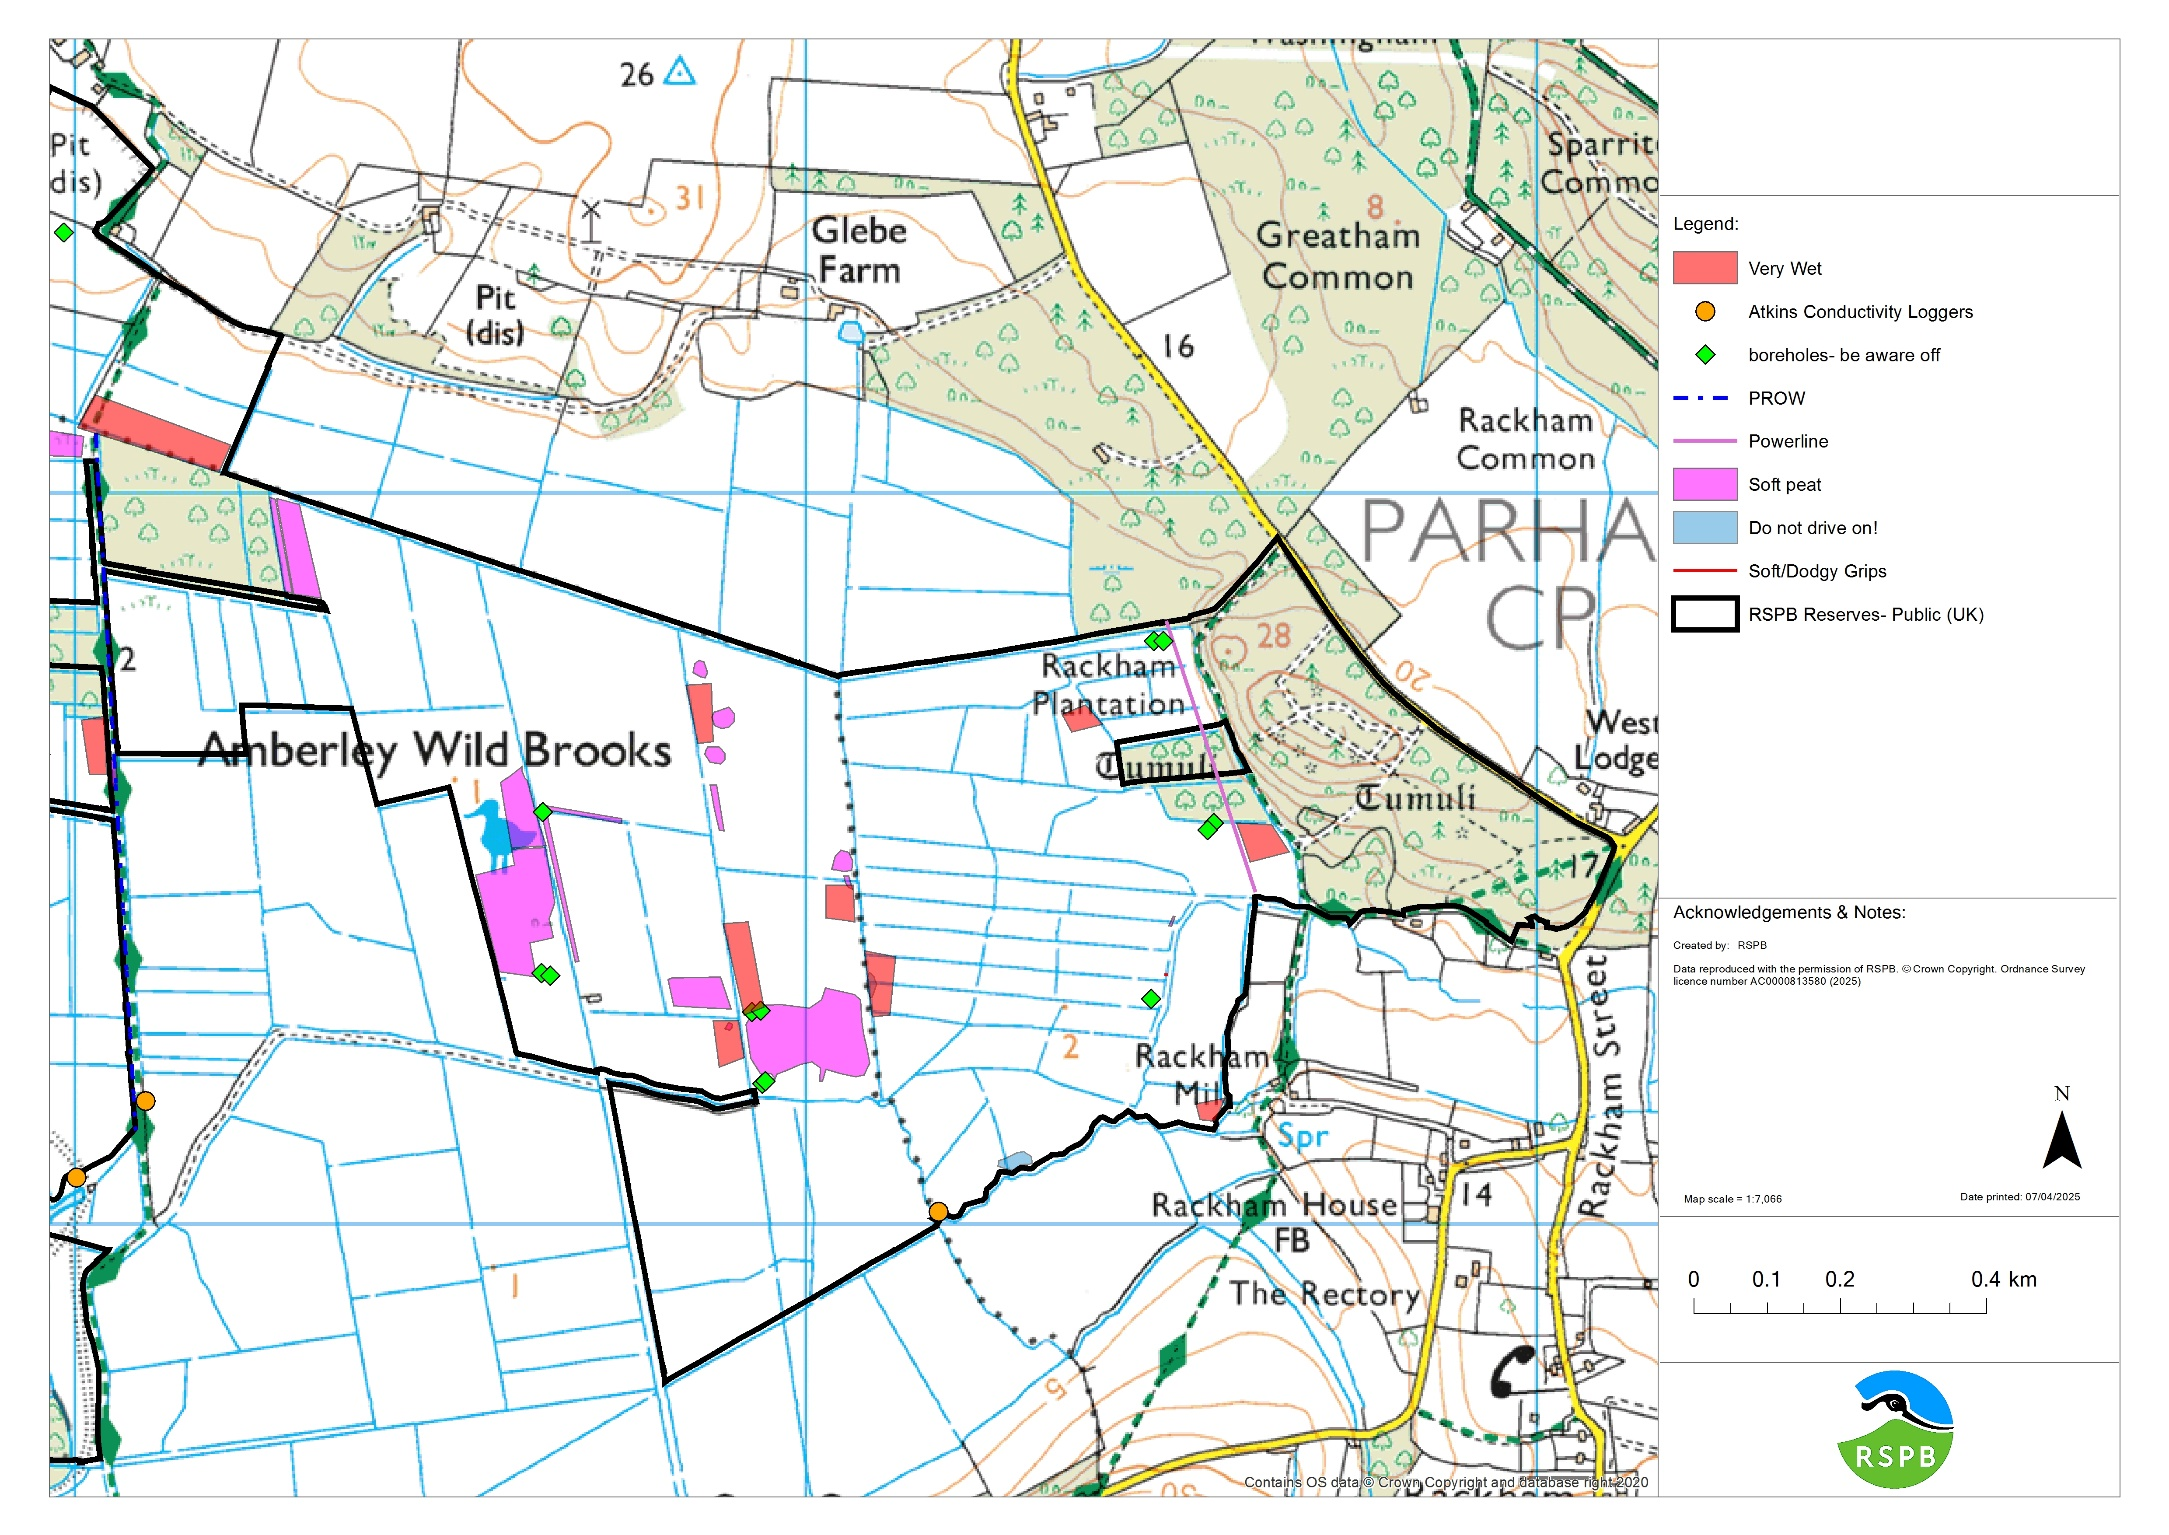 26
Pit
dis)
31
Glebe
Farm
Pit
(dis)
8
Greatham
Common
Sparrit
Commo
16
Rackham
Common
PARHA
CP
28
20
2
Rackham
Plantation
Tumuli
Tumuli
West
Lodge
17
Amberley Wild Brooks
1
2
Rackham
Mill
Spr
Rackham Street
Rackham House
FB
14
The Rectory
1
5
Contains OS data © Crown Copyright and database right 2020
Legend:
Very Wet
Atkins Conductivity Loggers
boreholes- be aware off
PROW
Powerline
Soft peat
Do not drive on!
Soft/Dodgy Grips
RSPB Reserves- Public (UK)
Acknowledgements & Notes:
Created by: RSPB
Data reproduced with the permission of RSPB. © Crown Copyright. Ordnance Survey
licence number AC0000813580 (2025)
N
Map scale = 1:7,066
Date printed: 07/04/2025
0 0.1 0.2 0.4 km
RSPB